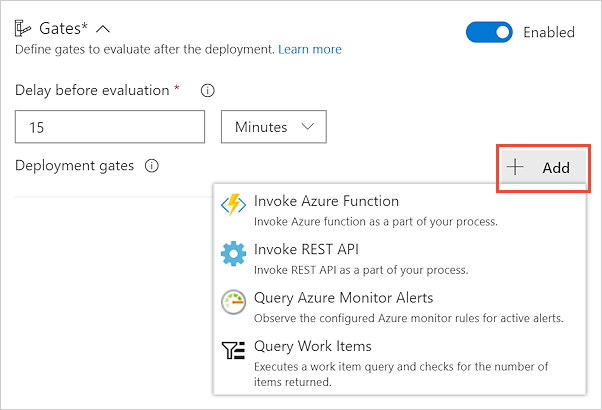 Gates*
Enabled
Define gates to evaluate after the deployment. Learn more
Delay before evaluation *
15
Minutes
Deployment gates
Add
Invoke Azure Function
Invoke Azure function as a part of your process.
Invoke REST API
Invoke REST API as a part of your process.
Query Azure Monitor Alerts
Observe the configured Azure monitor rules for active alerts.
Query Work Items
Executes a work item query and checks for the number of
items returned.